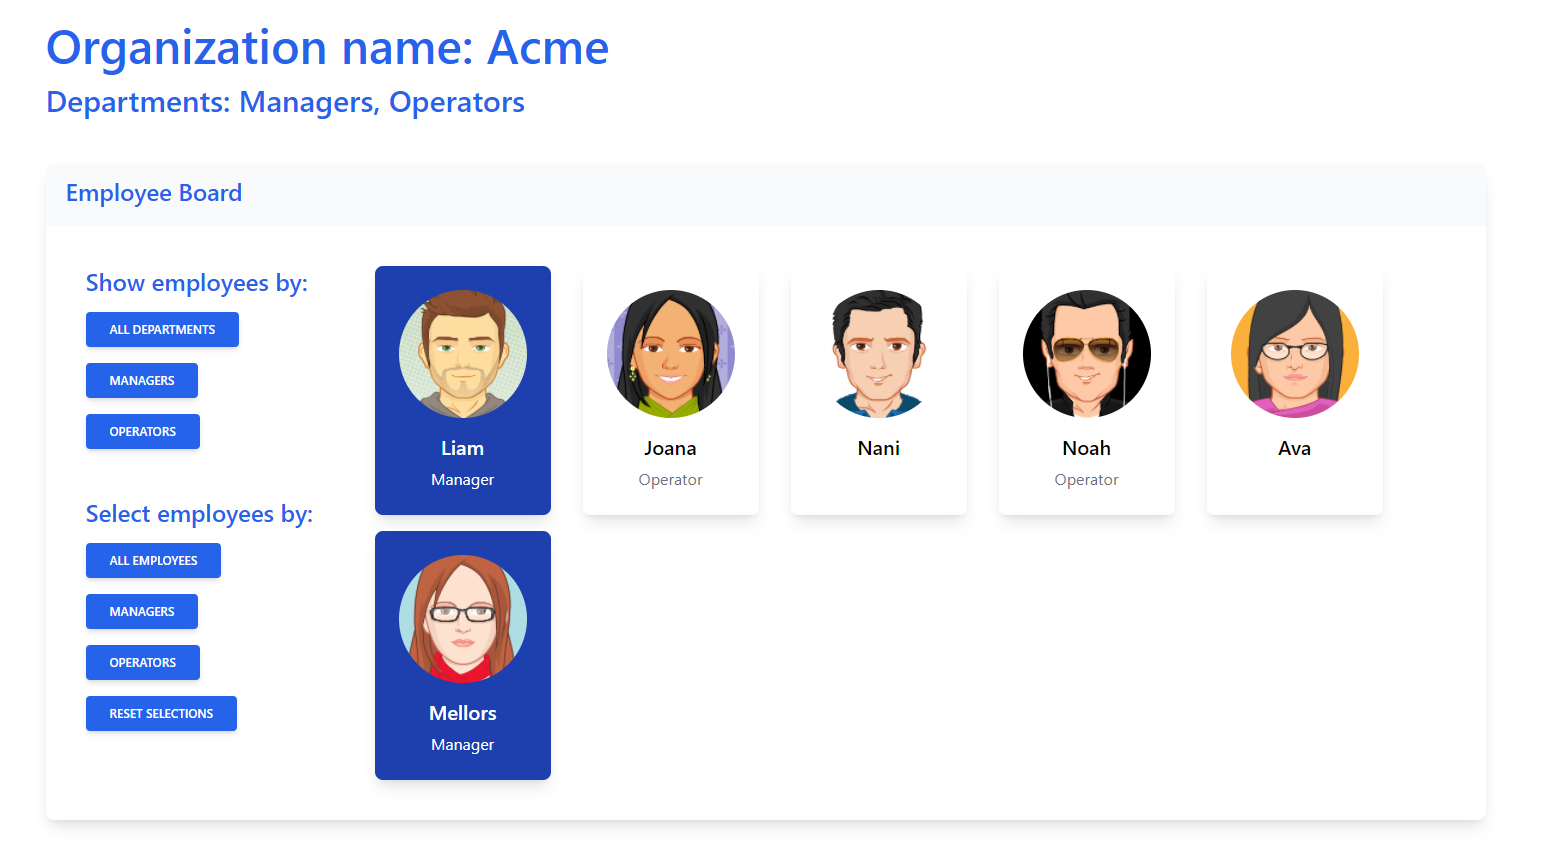 Organization name: Acme
Departments: Managers, Operators
Employee Board
Show employees by:
ALL DEPARTMENTS
MANAGERS
OPERATORS
Select employees by:
ALL EMPLOYEES
MANAGERS
OPERATORS
RESET SELECTIONS
Liam
Manager
Joana
Operator
Nani
Noah
Operator
Ava
Mellors
Manager